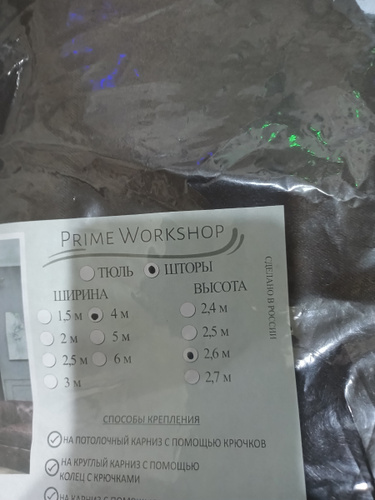 PRIME WORKSHOP
ТЮЛЬ ШТОРЫ
ШИРИНА ВЫСОТА
1,5 м 4 м 2,4 м
2 м 5 м 2,5 м
2,5 м 6 м 2,6 м
3 м 2,7 м
СДЕЛАНО В РОССИИ
СПОСОБЫ КРЕПЛЕНИЯ
НА ПОТОЛОЧНЫЙ КАРНИЗ С ПОМОЩЬЮ КРЮЧКОВ
НА КРУГЛЫЙ КАРНИЗ С ПОМОЩЬЮ
КОЛЕЦ С КРЮЧКАМИ